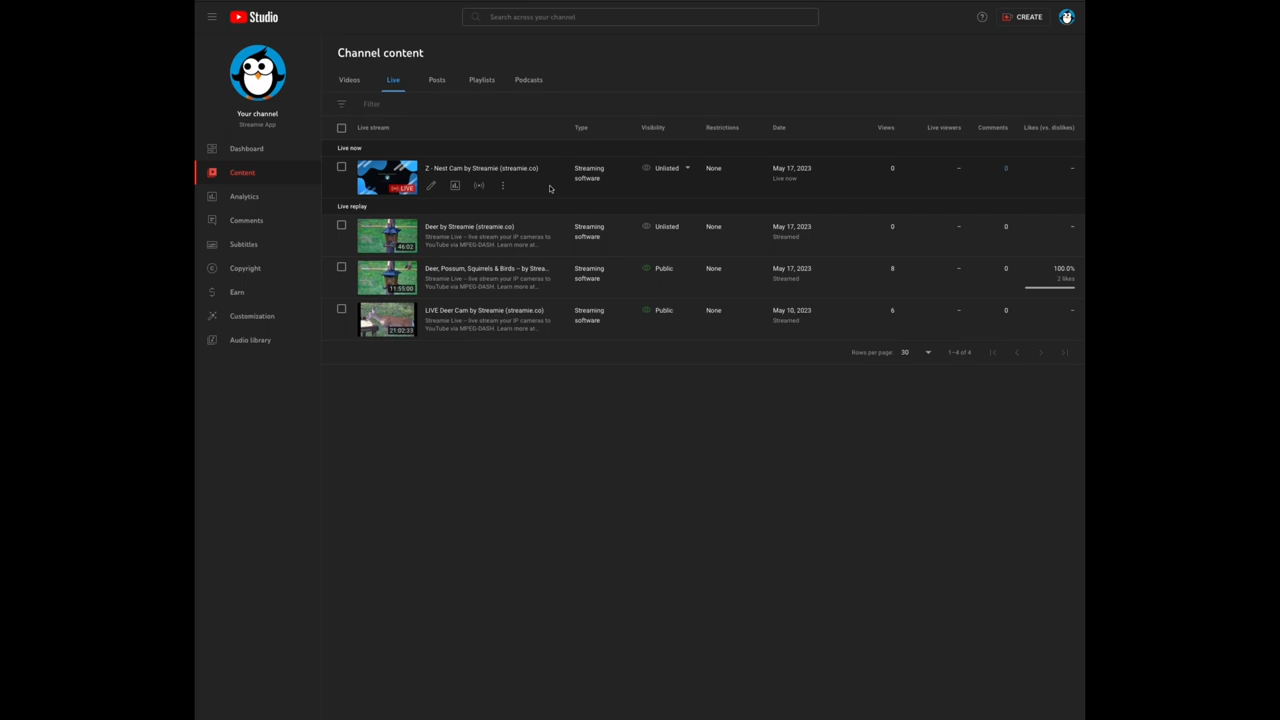 Studio
Search across your channel
CREATE
Your channel
Streamie App
Dashboard
Content
Analytics
Comments
Subtitles
Copyright
Earn
Customization
Audio library
Channel content
Videos Live Posts Playlists Podcasts
Filter
Live stream Type Visibility Restrictions Date Views Live viewers Comments Likes (vs. dislikes)
Live now
LIVE
Z - Nest Cam by Streamie (streamie.co) Streaming software Unlisted None May 17, 2023 0 – 0 –
Live now
Live replay
46:02
Deer by Streamie (streamie.co) Streaming software Unlisted None May 17, 2023 0 – 0 –
Streamie Live – live stream your IP cameras to Streamed
YouTube via MPEG-DASH. Learn more at...
11:55:00
Deer, Possum, Squirrels & Birds – by Strea... Streaming software Public None May 17, 2023 8 – 0 100.0%
Streamie Live – live stream your IP cameras to Streamed 2 likes
YouTube via MPEG-DASH. Learn more at...
21:02:33
LIVE Deer Cam by Streamie (streamie.co) Streaming software Public None May 10, 2023 6 – 0 –
Streamie Live – live stream your IP cameras to Streamed
YouTube via MPEG-DASH. Learn more at...
Rows per page: 30 1–4 of 4